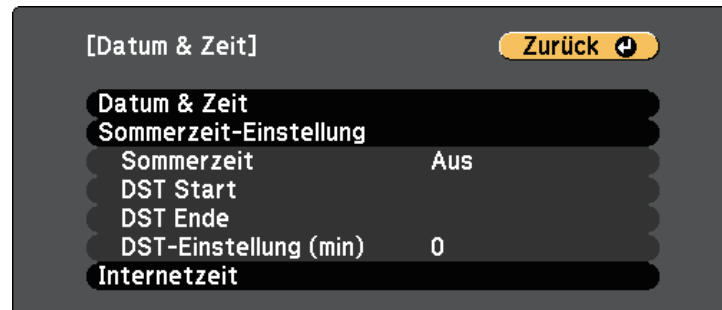 [Datum & Zeit] Zurück
Datum & Zeit
Sommerzeit-Einstellung
Sommerzeit Aus
DST Start
DST Ende
DST-Einstellung (min) 0
Internetzeit